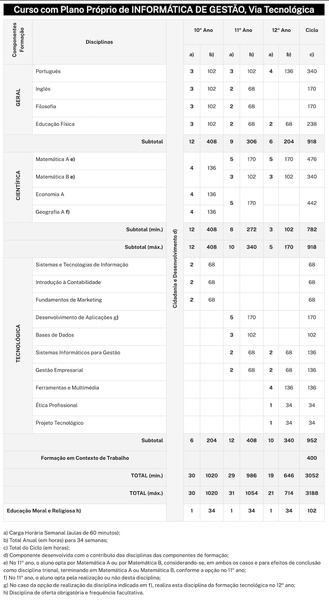 Curso com Plano Próprio de INFORMÁTICA DE GESTÃO, Via Tecnológica
Componentes Formação Disciplinas 10º Ano 11º Ano 12º Ano Ciclo
a) b) a) b) a) b) c)
Cidadania e Desenvolvimento d)
GERAL
Português 3 102 3 102 4 136 340
Inglês 3 102 2 68 170
Filosofia 3 102 2 68 170
Educação Física 3 102 2 68 2 68 238
Subtotal 12 408 9 306 6 204 918
CIENTÍFICA
Matemática A e) 4 136 5 170 5 170 476
Matemática B e) 3 102 3 102 340
Economia A 4 136 5 170 442
Geografia A f) 4 136
Subtotal (mín.) 12 408 8 272 3 102 782
Subtotal (máx.) 12 408 10 340 5 170 918
TECNOLÓGICA
Sistemas e Tecnologias de Informação 2 68 68
Introdução à Contabilidade 2 68 68
Fundamentos de Marketing 2 68 68
Desenvolvimento de Aplicações g) 5 170 170
Bases de Dados 3 102 102
Sistemas Informáticos para Gestão 2 68 2 68 136
Gestão Empresarial 2 68 2 68 136
Ferramentas e Multimédia 4 136 136
Ética Profissional 1 34 34
Projeto Tecnológico 1 34 34
Subtotal 6 204 12 408 10 340 952
Formação em Contexto de Trabalho 400
TOTAL (mín.) 30 1020 29 986 19 646 3052
TOTAL (máx.) 30 1020 31 1054 21 714 3188
Educação Moral e Religiosa h) 1 34 1 34 1 34 102
a) Carga Horária Semanal (aulas de 60 minutos);
b) Total Anual (em horas) para 34 semanas;
c) Total do Ciclo (em horas);
d) Componente desenvolvida com o contributo das disciplinas das componentes de formação;
e) No 11º ano, o aluno opta por Matemática A ou por Matemática B, considerando-se, em ambos os casos e para efeitos de conclusão
como disciplina trienal, terminando em Matemática A ou Matemática B, conforme a opção no 11º ano;
f) No 11º ano, o aluno opta pela realização ou não desta disciplina;
g) No caso da opção de realização da disciplina indicada em f), realiza esta disciplina da formação tecnológica no 12º ano;
h) Disciplina de oferta obrigatória e frequência facultativa.